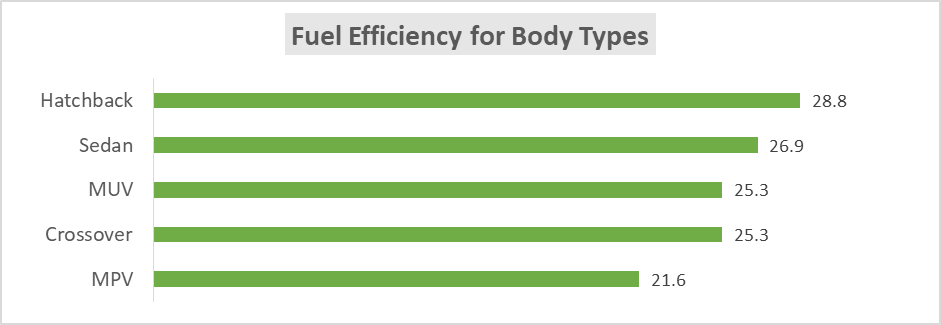 Fuel Efficiency for Body Types
Hatchback 28.8
Sedan 26.9
MUV 25.3
Crossover 25.3
MPV 21.6